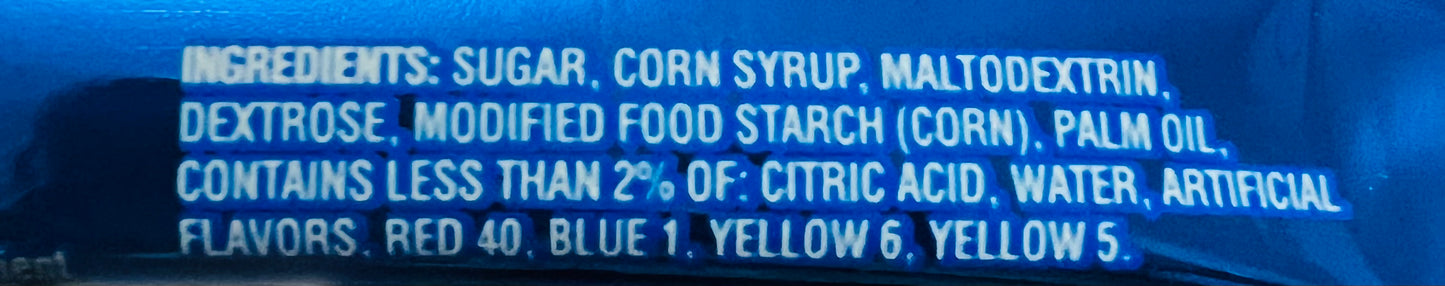 INGREDIENTS: SUGAR, CORN SYRUP, MALTODEXTRIN,
DEXTROSE, MODIFIED FOOD STARCH (CORN), PALM OIL,
CONTAINS LESS THAN 2% OF: CITRIC ACID, WATER, ARTIFICIAL
FLAVORS, RED 40, BLUE 1, YELLOW 6, YELLOW 5.